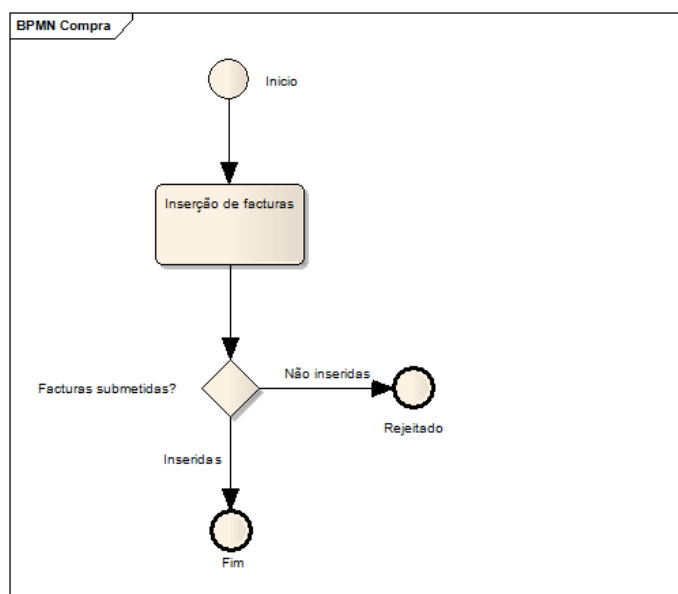 BPMN Compra
Inicio
Inserção de facturas
Facturas submetidas?
Não inseridas
Rejeitado
Inseridas
Fim